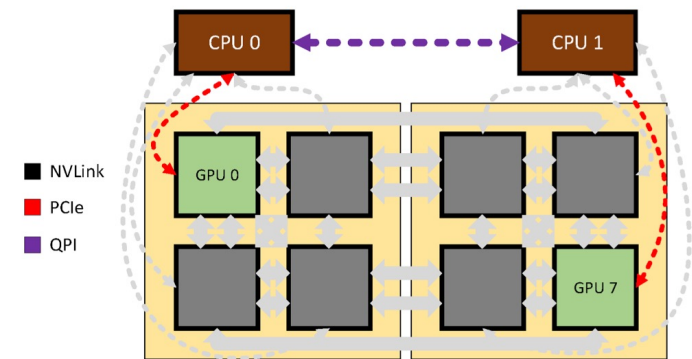 CPU 0
CPU 1
GPU 0
NVLink
PCIe
QPI
GPU 7